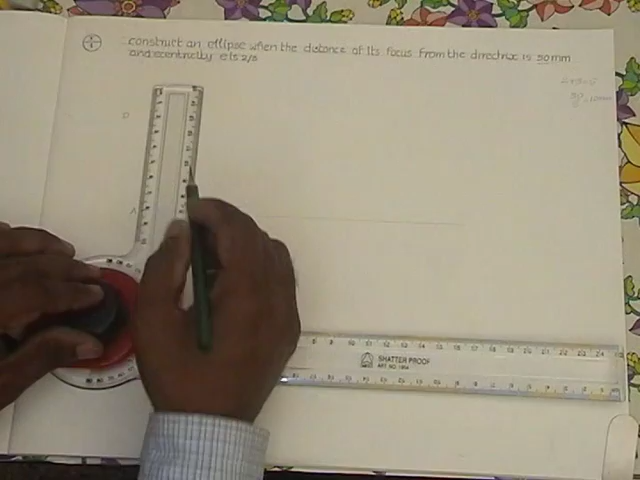 construct an ellipse when the distance of its focus from the directrix is 50mm
and eccentricity e is 2/3
D
A
SHATTER PROOF